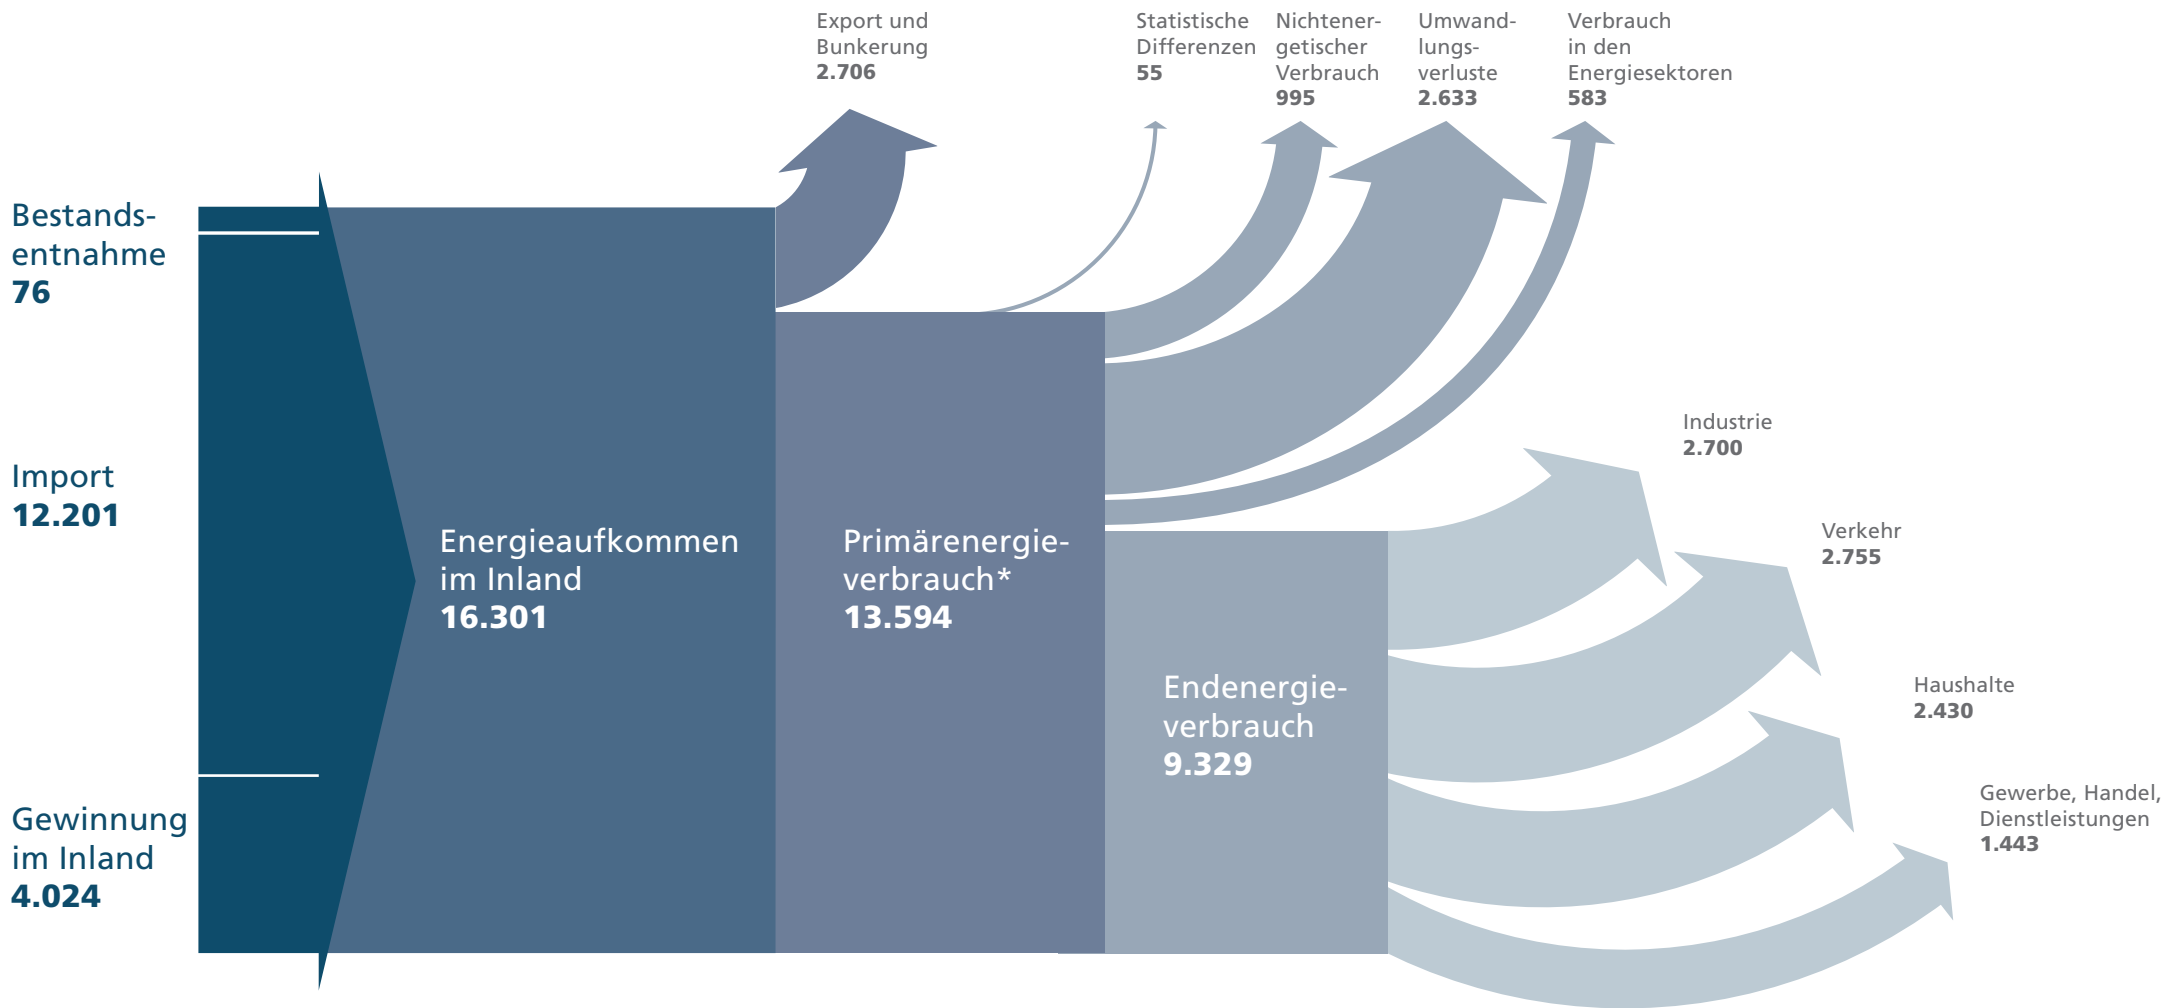 Export und
Bunkerung
2.706
Statistische
Differenzen
55
Nichtener-
getischer
Verbrauch
995
Umwand-
lungs-
verluste
2.633
Verbrauch
in den
Energiesektoren
583
Bestands-
entnahme
76
Import
12.201
Gewinnung
im Inland
4.024
Energieaufkommen
im Inland
16.301
Primärenergie-
verbrauch*
13.594
Endenergie-
verbrauch
9.329
Industrie
2.700
Verkehr
2.755
Haushalte
2.430
Gewerbe, Handel,
Dienstleistungen
1.443